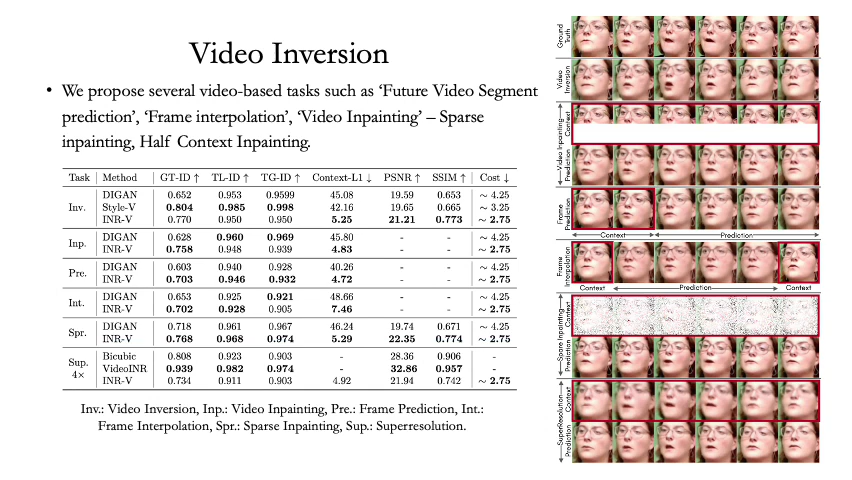 Video Inversion
• We propose several video-based tasks such as ‘Future Video Segment
prediction’, ‘Frame interpolation’, ‘Video Inpainting’ – Sparse
inpainting, Half Context Inpainting.
Task Method GT-ID ↑ TL-ID ↑ TG-ID ↑ Context-L1 ↓ PSNR ↑ SSIM ↑ Cost ↓
DIGAN 0.652 0.953 0.9599 45.08 19.59 0.653 ~ 4.25
Inv. Style-V 0.804 0.985 0.998 42.16 19.65 0.665 ~ 3.25
INR-V 0.770 0.950 0.950 5.25 21.21 0.773 ~ 2.75
Inp. DIGAN 0.628 0.960 0.969 45.80 - - ~ 4.25
INR-V 0.758 0.948 0.939 4.83 - - ~ 2.75
Pre. DIGAN 0.603 0.940 0.928 40.26 - - ~ 4.25
INR-V 0.703 0.946 0.932 4.72 - - ~ 2.75
Int. DIGAN 0.653 0.925 0.921 48.66 - - ~ 4.25
INR-V 0.702 0.928 0.905 7.46 - - ~ 2.75
Spr. DIGAN 0.718 0.961 0.967 46.24 19.74 0.671 ~ 4.25
INR-V 0.768 0.968 0.974 5.29 22.35 0.774 ~ 2.75
Sup. Bicubic 0.808 0.923 0.903 - 28.36 0.906 -
4× VideoINR 0.939 0.982 0.974 - 32.86 0.957 -
INR-V 0.734 0.911 0.903 4.92 21.94 0.742 ~ 2.75
Inv.: Video Inversion, Inp.: Video Inpainting, Pre.: Frame Prediction, Int.:
Frame Interpolation, Spr.: Sparse Inpainting, Sup.: Superresolution.
Ground
Truth
Video
Inversion
Video Inpainting
Context
Prediction
Frame
Prediction
Context Prediction
Frame
Interpolation
Context Prediction Context
Sparse Inpainting
Context
Prediction
SuperResolution
Context
Prediction